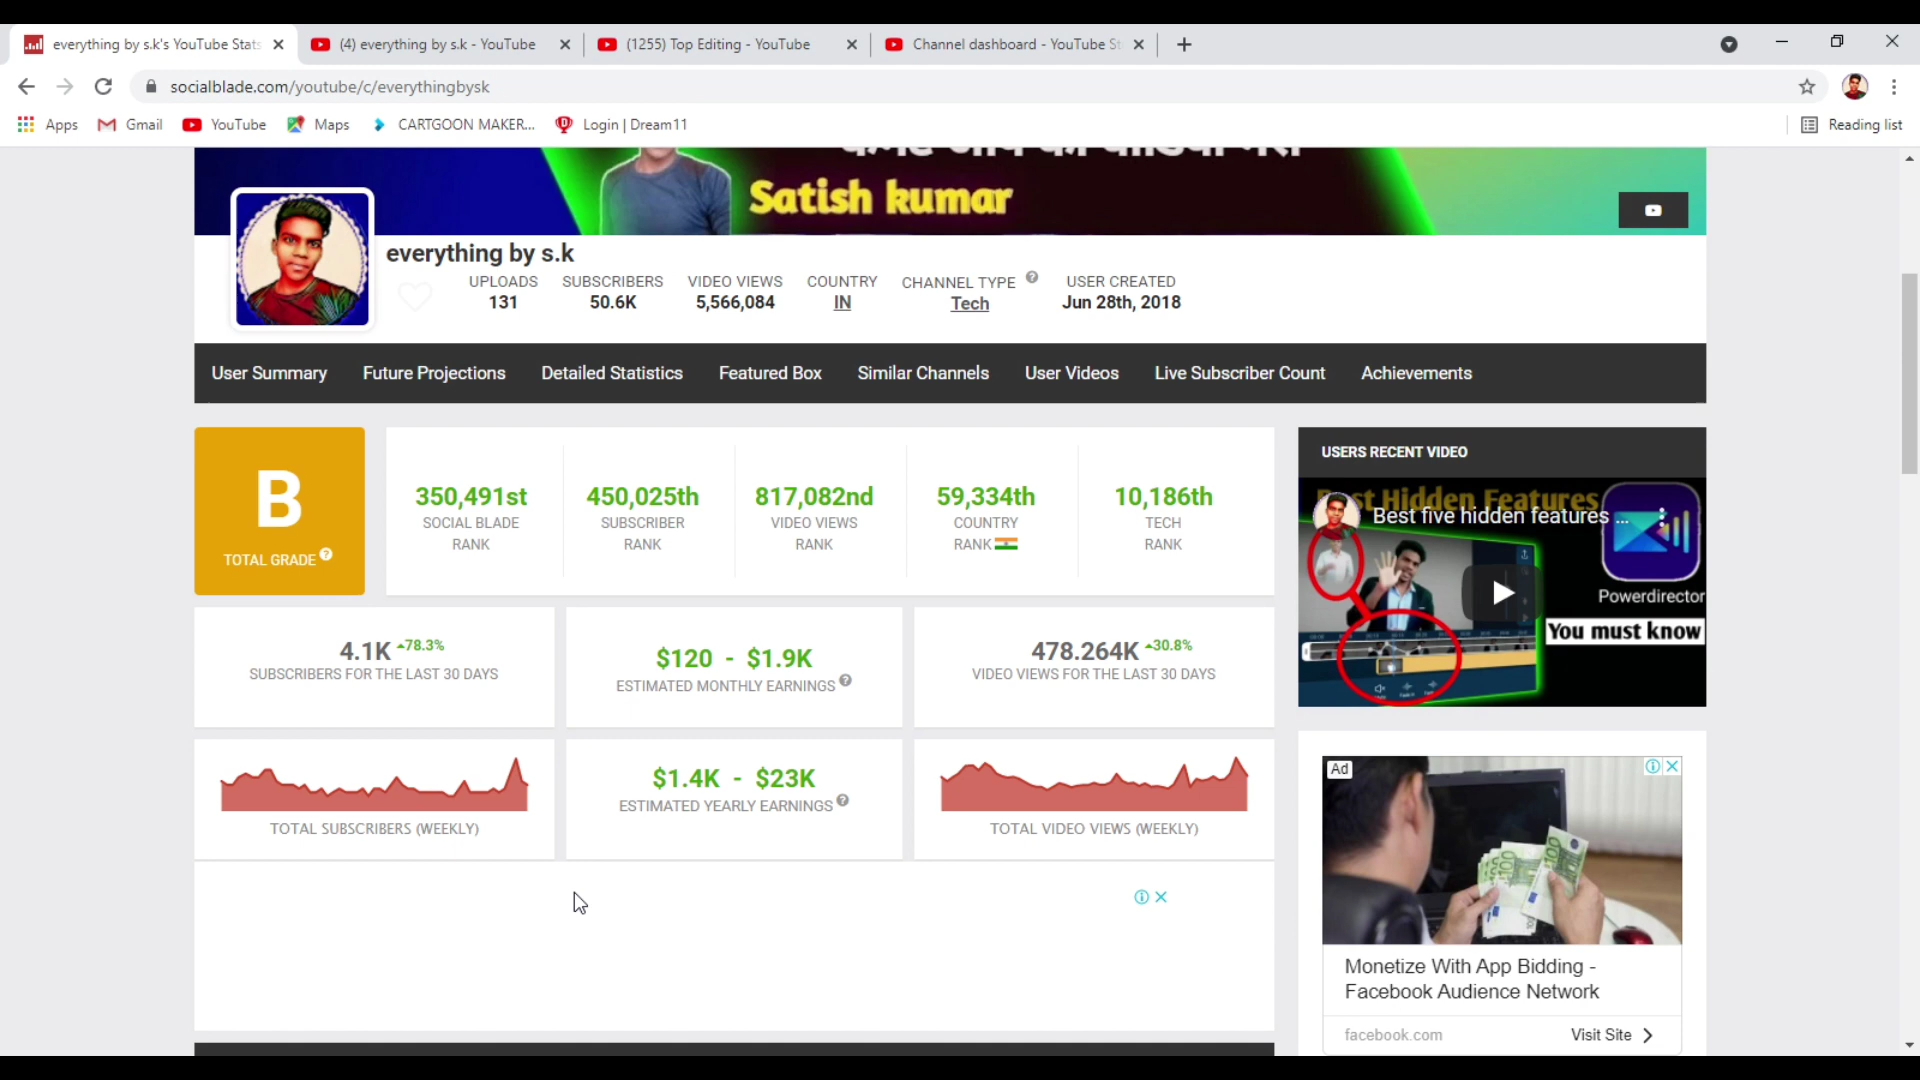 everything by s.k's YouTube Stats
(4) everything by s.k - YouTube
(1255) Top Editing - YouTube
Channel dashboard - YouTube St
socialblade.com/youtube/c/everythingbysk
Apps
Gmail
YouTube
Maps
CARTGOON MAKER...
Login | Dream11
Reading list
Satish kumar
everything by s.k
UPLOADS
131
SUBSCRIBERS
50.6K
VIDEO VIEWS
5,566,084
COUNTRY
IN
CHANNEL TYPE
Tech
USER CREATED
Jun 28th, 2018
User Summary
Future Projections
Detailed Statistics
Featured Box
Similar Channels
User Videos
Live Subscriber Count
Achievements
B
TOTAL GRADE
350,491st
SOCIAL BLADE
RANK
450,025th
SUBSCRIBER
RANK
817,082nd
VIDEO VIEWS
RANK
59,334th
COUNTRY
RANK
10,186th
TECH
RANK
USERS RECENT VIDEO
Best Hidden Features
Best five hidden features ...
Powerdirector
You must know
4.1K 78.3%
SUBSCRIBERS FOR THE LAST 30 DAYS
$120 - $1.9K
ESTIMATED MONTHLY EARNINGS
478.264K 30.8%
VIDEO VIEWS FOR THE LAST 30 DAYS
TOTAL SUBSCRIBERS (WEEKLY)
$1.4K - $23K
ESTIMATED YEARLY EARNINGS
TOTAL VIDEO VIEWS (WEEKLY)
Ad
Monetize With App Bidding -
Facebook Audience Network
facebook.com
Visit Site